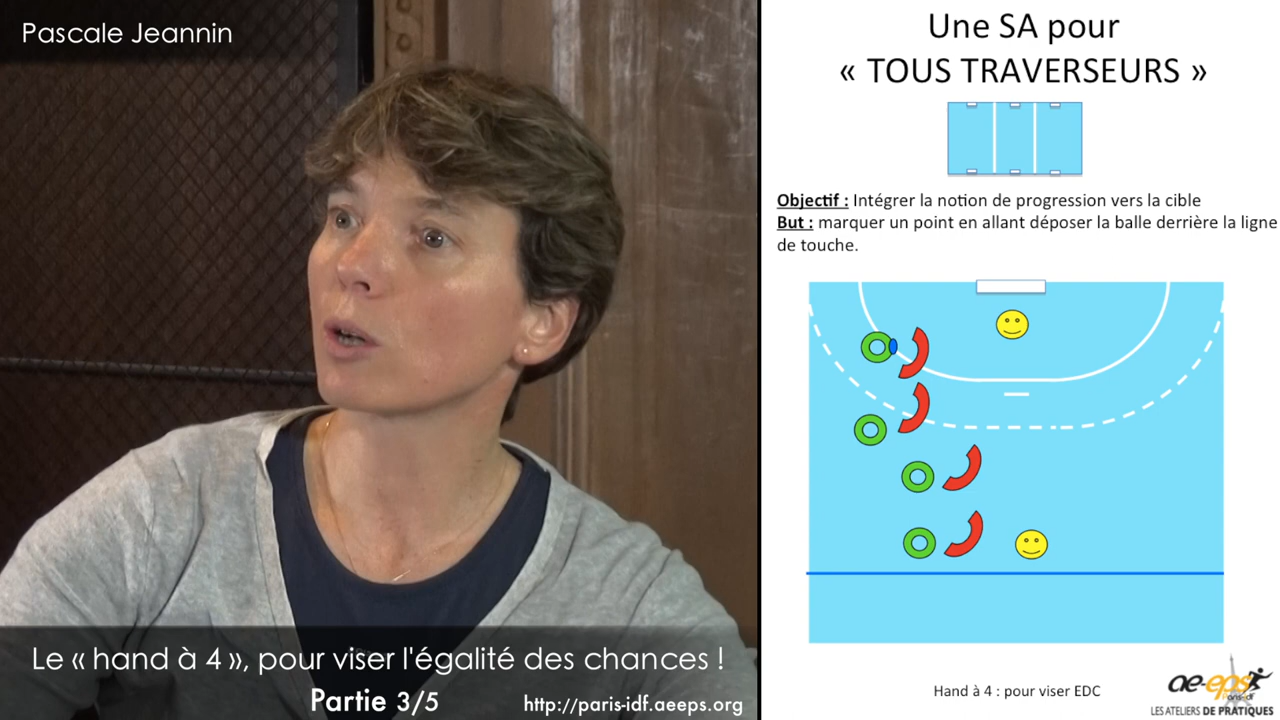 Pascale Jeannin
Une SA pour
« TOUS TRAVERSEURS »
Objectif : Intégrer la notion de progression vers la cible
But : marquer un point en allant déposer la balle derrière la ligne
de touche.
Le « hand à 4 », pour viser l'égalité des chances !
Partie 3/5
http://paris-idf.aeeps.org
Hand à 4 : pour viser EDC
ae-eps
Paris-idf
LES ATELIERS DE PRATIQUES